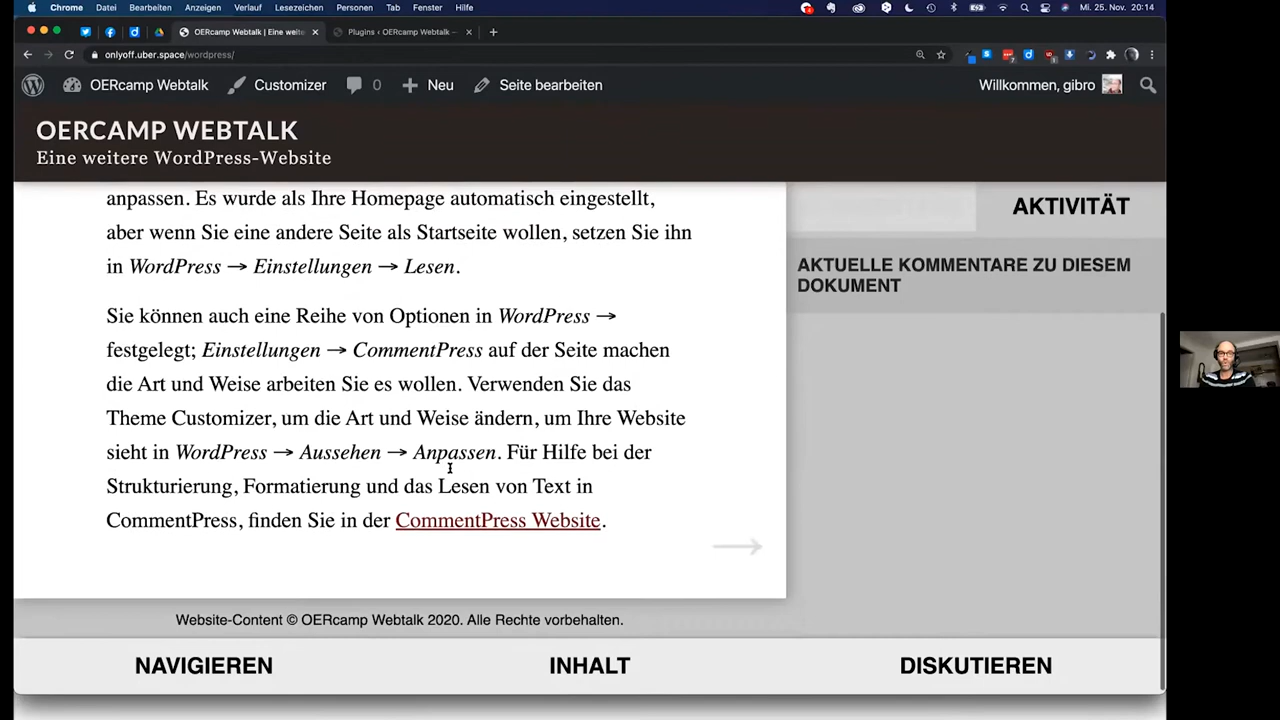 Chrome Datei Bearbeiten Anzeigen Verlauf Lesezeichen Personen Tab Fenster Hilfe Mi. 25. Nov. 20:14
OERcamp Webtalk | Eine weite × Plugins ‹ OERcamp Webtalk — × +
onlyoff.uber.space/wordpress/
OERcamp Webtalk Customizer 0 Neu Seite bearbeiten Willkommen, gibro
OERCAMP WEBTALK
Eine weitere WordPress-Website
anpassen. Es wurde als Ihre Homepage automatisch eingestellt,
aber wenn Sie eine andere Seite als Startseite wollen, setzen Sie ihn
in WordPress → Einstellungen → Lesen.
Sie können auch eine Reihe von Optionen in WordPress →
festgelegt; Einstellungen → CommentPress auf der Seite machen
die Art und Weise arbeiten Sie es wollen. Verwenden Sie das
Theme Customizer, um die Art und Weise ändern, um Ihre Website
sieht in WordPress → Aussehen → Anpassen. Für Hilfe bei der
Strukturierung, Formatierung und das Lesen von Text in
CommentPress, finden Sie in der CommentPress Website.
→
AKTIVITÄT
AKTUELLE KOMMENTARE ZU DIESEM
DOKUMENT
Website-Content © OERcamp Webtalk 2020. Alle Rechte vorbehalten.
NAVIGIEREN INHALT DISKUTIEREN